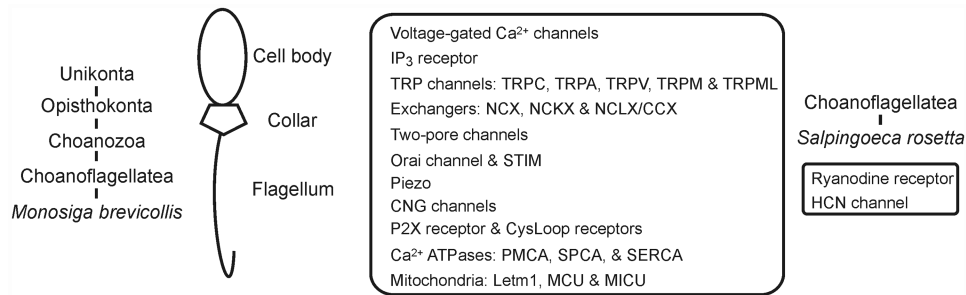 Unikonta
Opisthokonta
Choanozoa
Choanoflagellatea
Monosiga brevicollis
Cell body
Collar
Flagellum
Voltage-gated Ca²⁺ channels
IP₃ receptor
TRP channels: TRPC, TRPA, TRPV, TRPM & TRPML
Exchangers: NCX, NCKX & NCLX/CCX
Two-pore channels
Orai channel & STIM
Piezo
CNG channels
P2X receptor & CysLoop receptors
Ca²⁺ ATPases: PMCA, SPCA, & SERCA
Mitochondria: Letm1, MCU & MICU
Choanoflagellatea
Salpingoeca rosetta
Ryanodine receptor
HCN channel